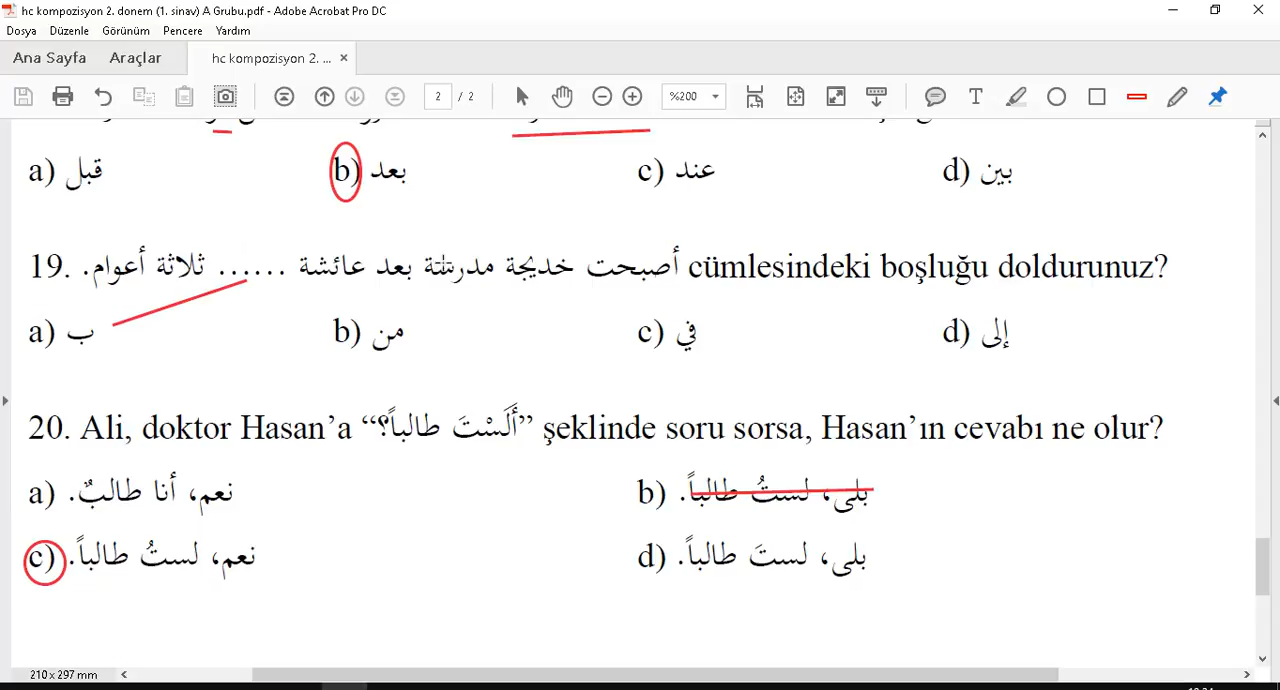 hc kompozisyon 2. donem (1. sinav) A Grubu.pdf - Adobe Acrobat Pro DC
Dosya Düzenle Görünüm Pencere Yardım
Ana Sayfa Araçlar hc kompozisyon 2. ... ×
2 / 2 %200
a) قبل b) بعد c) عند d) بين
19. أصبحت خديجة مدرسة بعد عائشة ...... ثلاثة أعوام. cümlesindeki boşluğu doldurunuz?
a) ب b) من c) في d) إلى
20. Ali, doktor Hasan’a “أَلَسْتَ طالباً؟” şeklinde soru sorsa, Hasan’ın cevabı ne olur?
a) نعم، أنا طالبٌ. b) بلى، لستُ طالباً.
c) نعم، لستُ طالباً. d) بلى، لستَ طالباً.
210 x 297 mm